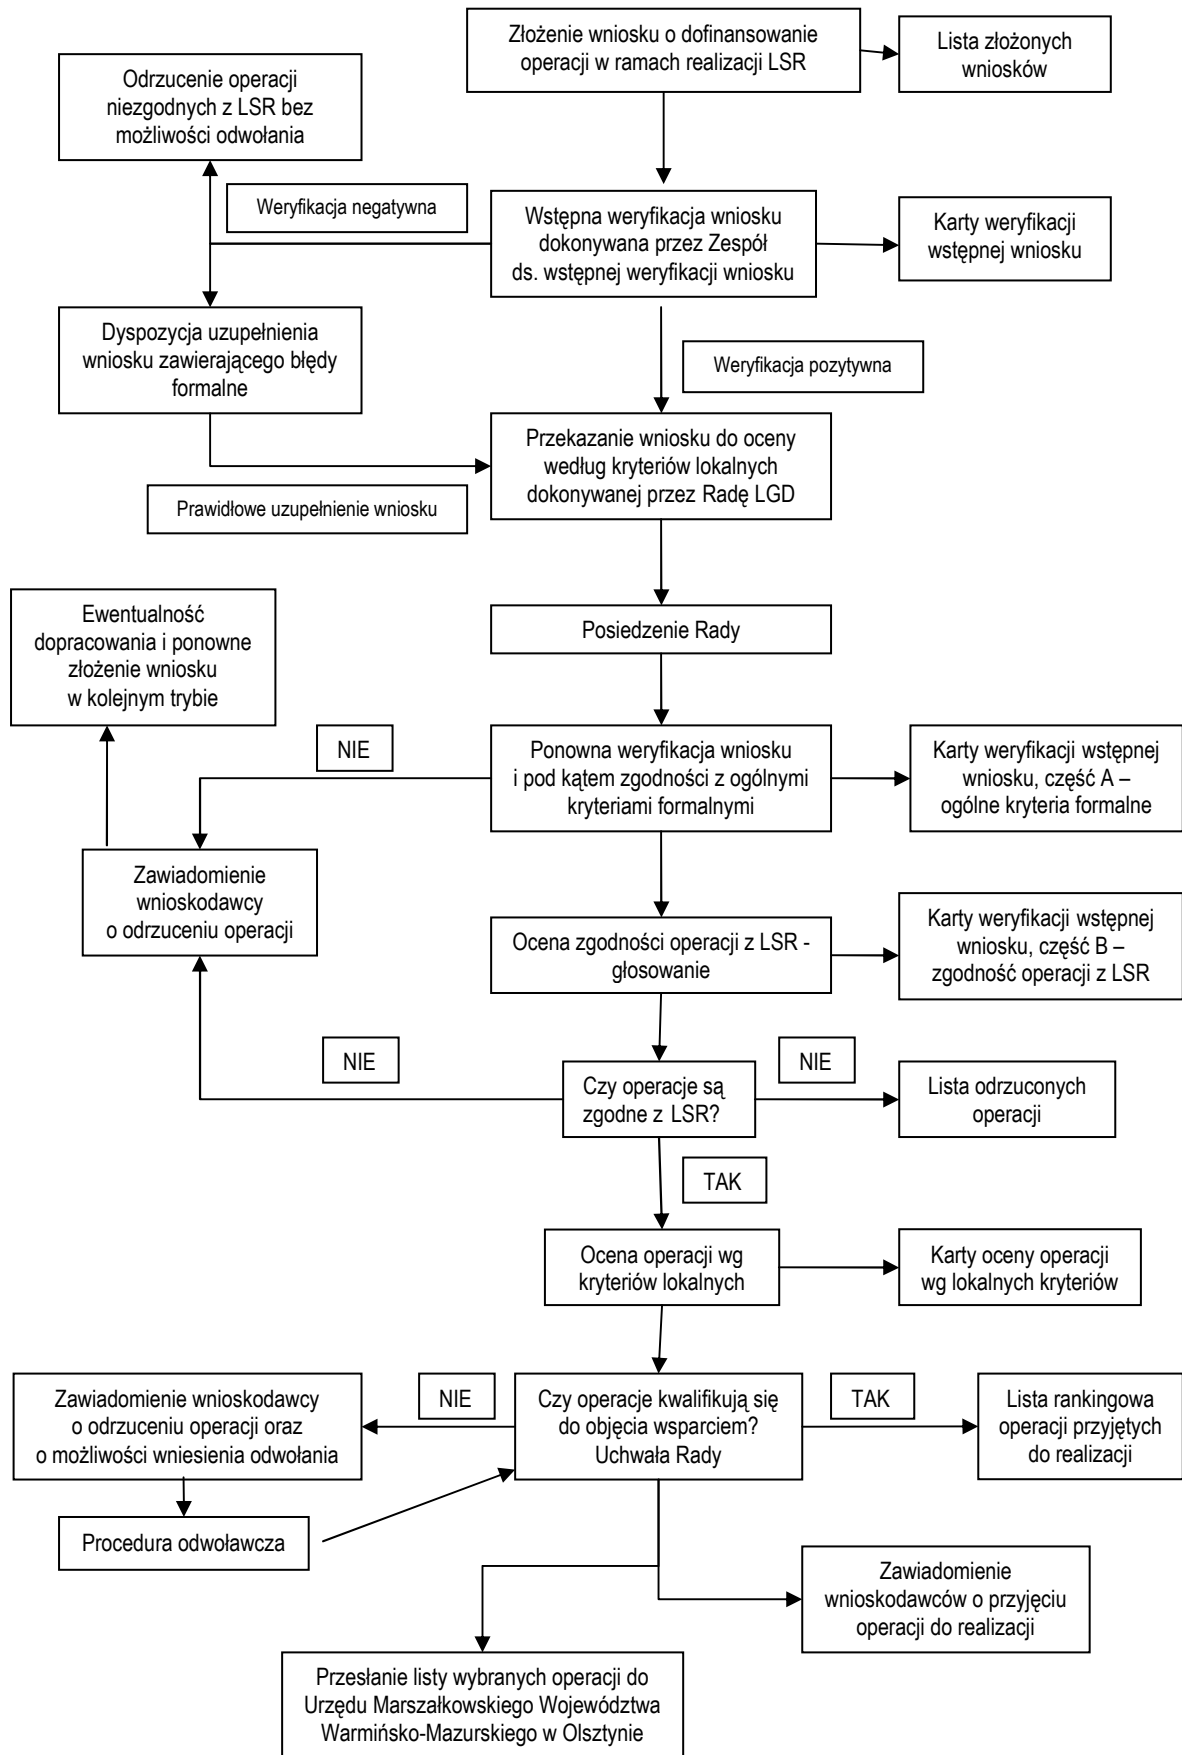 Złożenie wniosku o dofinansowanie
operacji w ramach realizacji LSR
Lista złożonych
wniosków
Odrzucenie operacji
niezgodnych z LSR bez
możliwości odwołania
Weryfikacja negatywna
Wstępna weryfikacja wniosku
dokonywana przez Zespół
ds. wstępnej weryfikacji wniosku
Karty weryfikacji
wstępnej wniosku
Dyspozycja uzupełnienia
wniosku zawierającego błędy
formalne
Weryfikacja pozytywna
Przekazanie wniosku do oceny
według kryteriów lokalnych
dokonywanej przez Radę LGD
Prawidłowe uzupełnienie wniosku
Ewentualność
dopracowania i ponowne
złożenie wniosku
w kolejnym trybie
Posiedzenie Rady
NIE
Ponowna weryfikacja wniosku
i pod kątem zgodności z ogólnymi
kryteriami formalnymi
Karty weryfikacji wstępnej
wniosku, część A –
ogólne kryteria formalne
Zawiadomienie
wnioskodawcy
o odrzuceniu operacji
Ocena zgodności operacji z LSR -
głosowanie
Karty weryfikacji wstępnej
wniosku, część B –
zgodność operacji z LSR
NIE
Czy operacje są
zgodne z LSR?
NIE
Lista odrzuconych
operacji
TAK
Ocena operacji wg
kryteriów lokalnych
Karty oceny operacji
wg lokalnych kryteriów
Zawiadomienie wnioskodawcy
o odrzuceniu operacji oraz
o możliwości wniesienia odwołania
NIE
Czy operacje kwalifikują się
do objęcia wsparciem?
Uchwała Rady
TAK
Lista rankingowa
operacji przyjętych
do realizacji
Procedura odwoławcza
Zawiadomienie
wnioskodawców o przyjęciu
operacji do realizacji
Przesłanie listy wybranych operacji do
Urzędu Marszałkowskiego Województwa
Warmińsko-Mazurskiego w Olsztynie